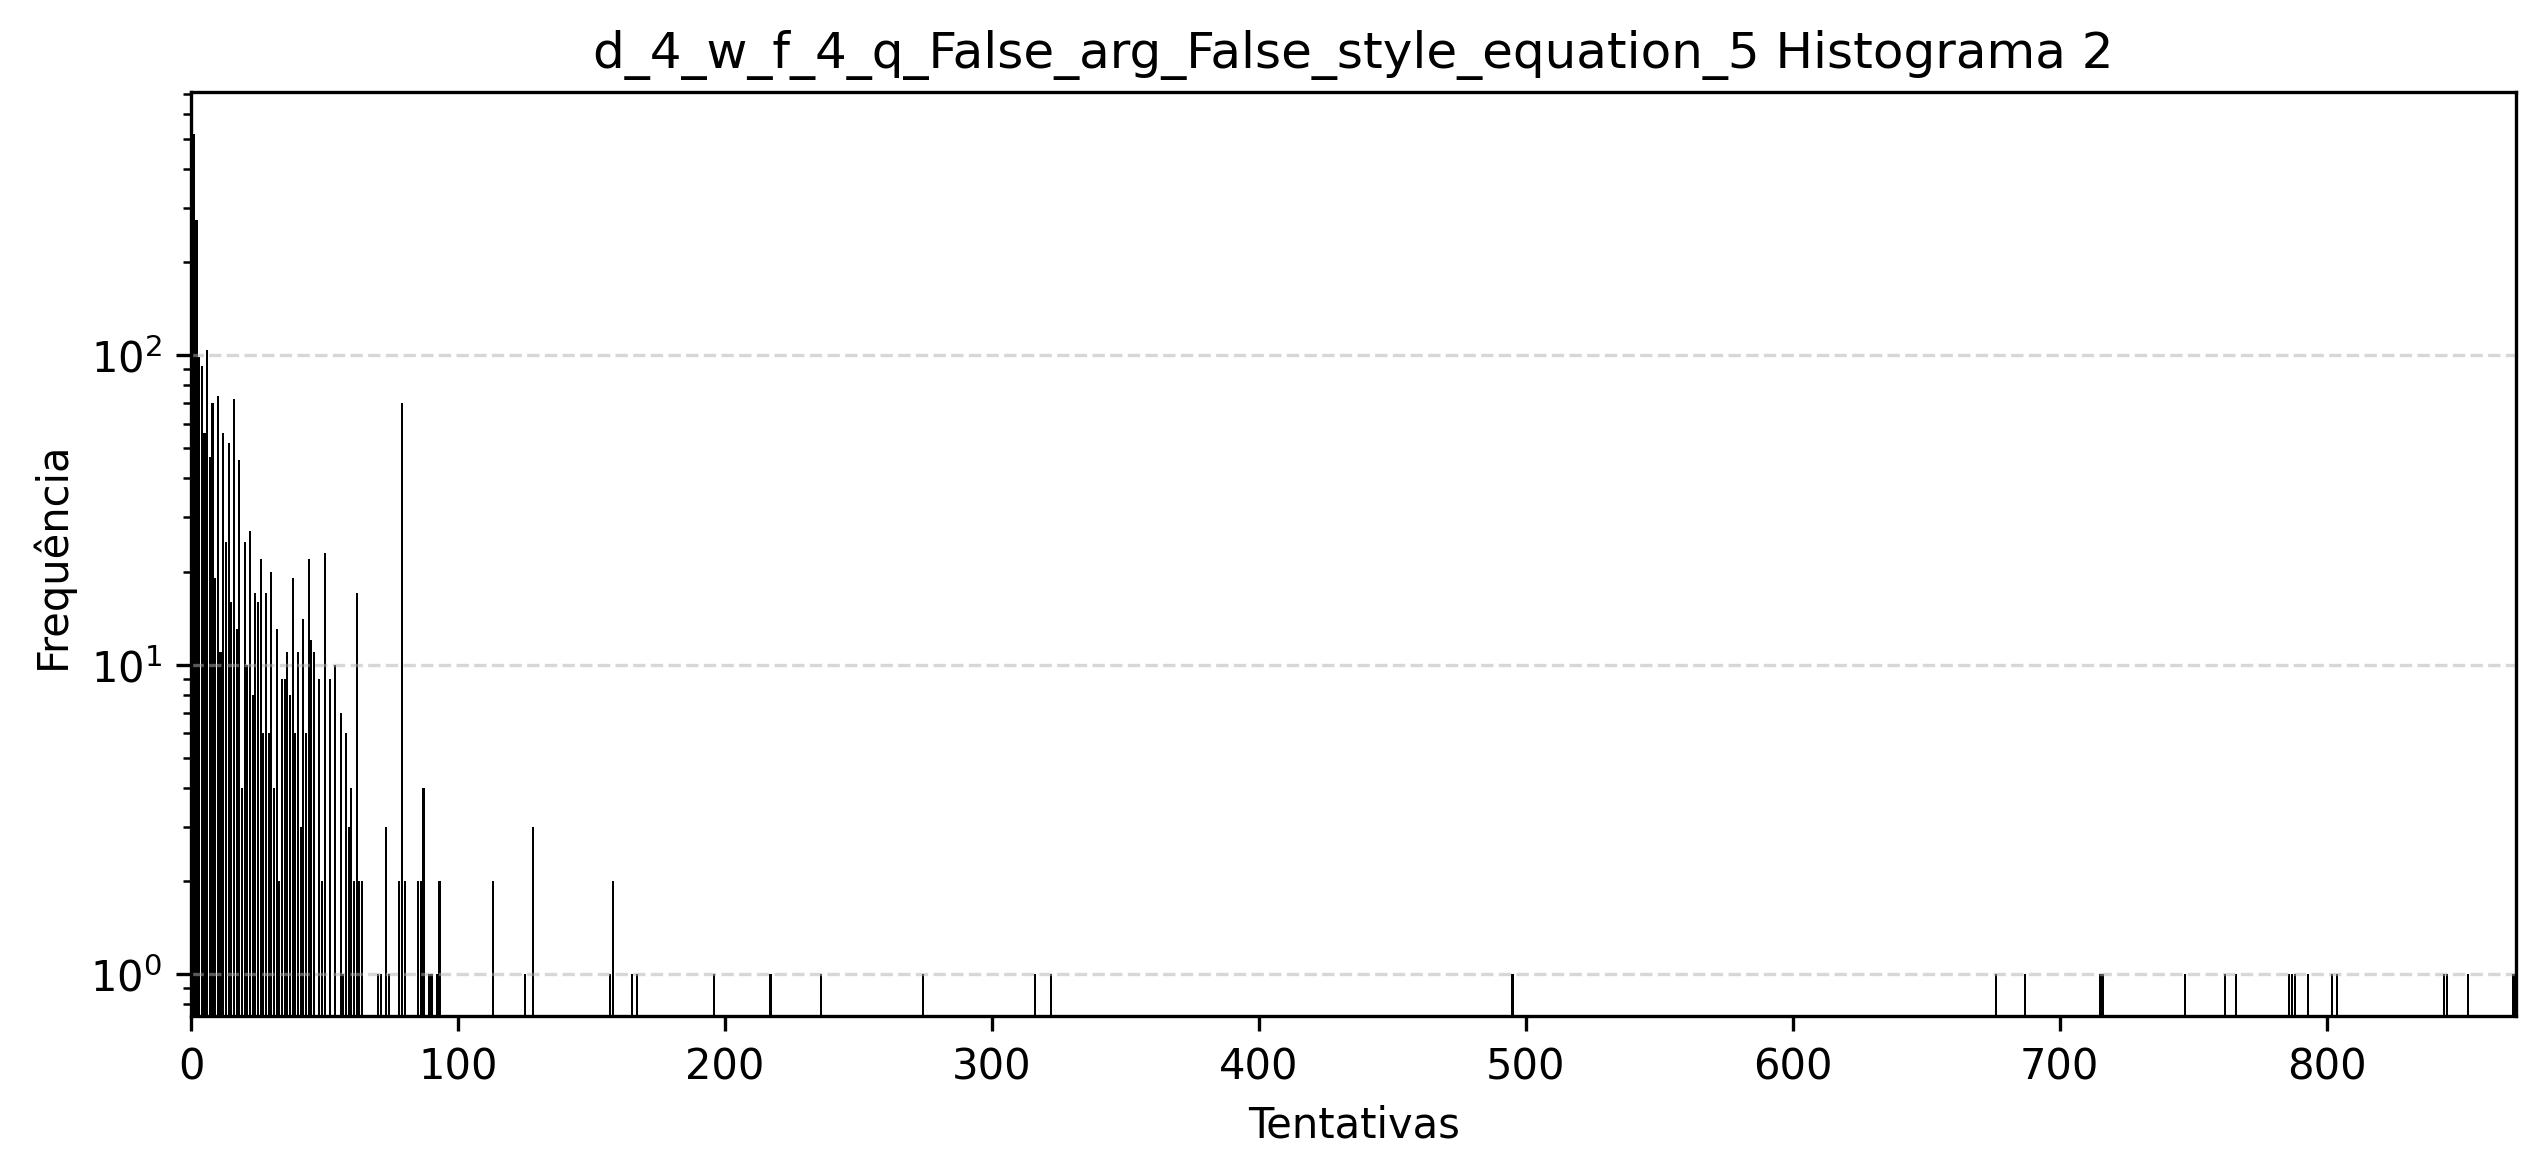 d_4_w_f_4_q_False_arg_False_style_equation_5 Histograma 2
Frequência
10²
10¹
10⁰
0 100 200 300 400 500 600 700 800
Tentativas